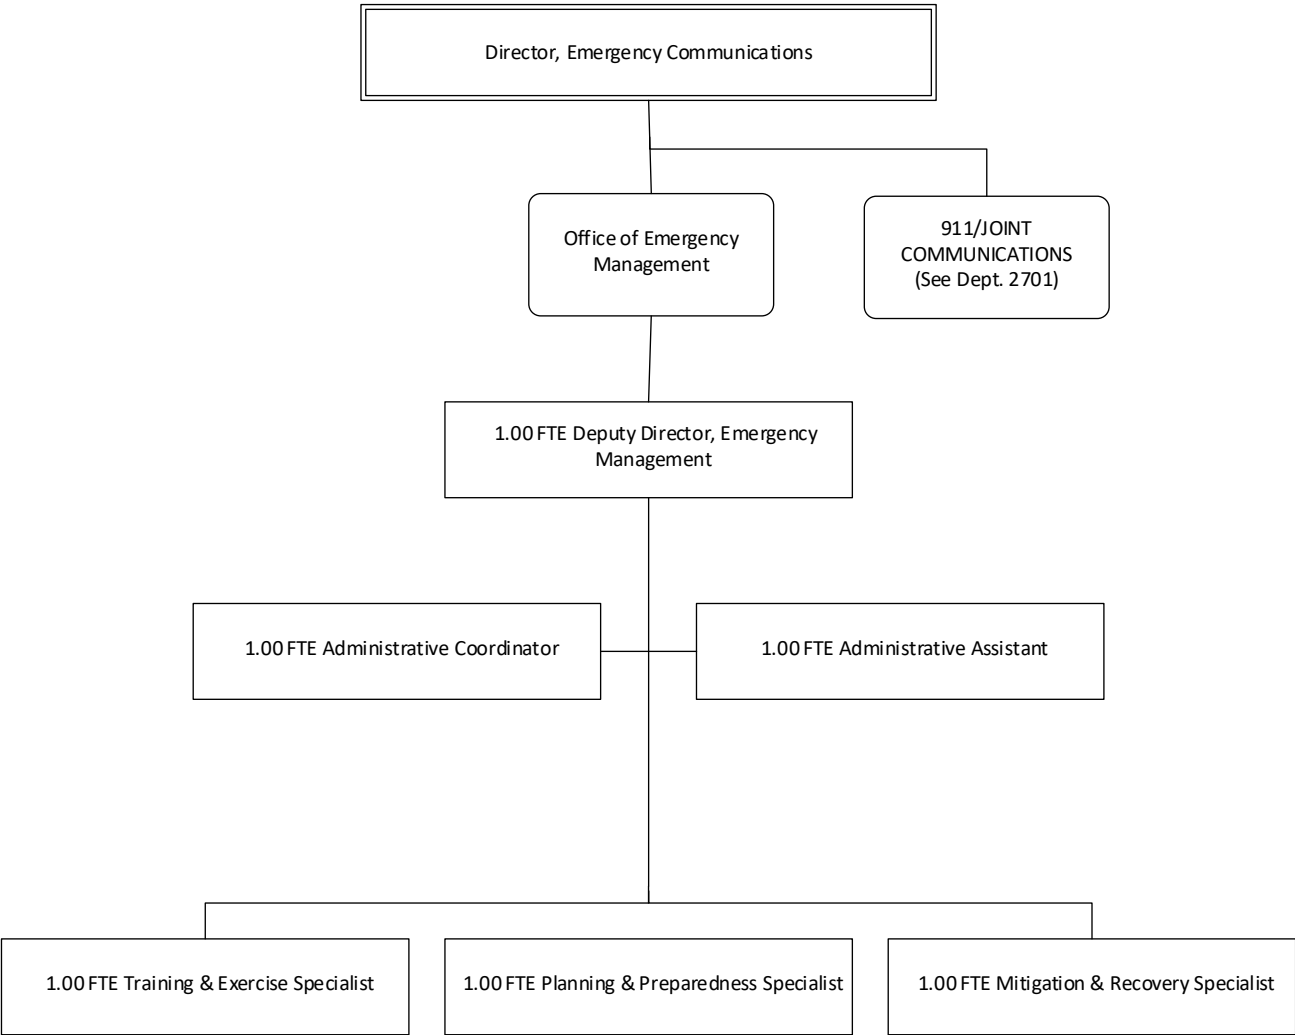 Director, Emergency Communications
Office of Emergency
Management
911/JOINT
COMMUNICATIONS
(See Dept. 2701)
1.00 FTE Deputy Director, Emergency
Management
1.00 FTE Administrative Coordinator
1.00 FTE Administrative Assistant
1.00 FTE Training & Exercise Specialist
1.00 FTE Planning & Preparedness Specialist
1.00 FTE Mitigation & Recovery Specialist